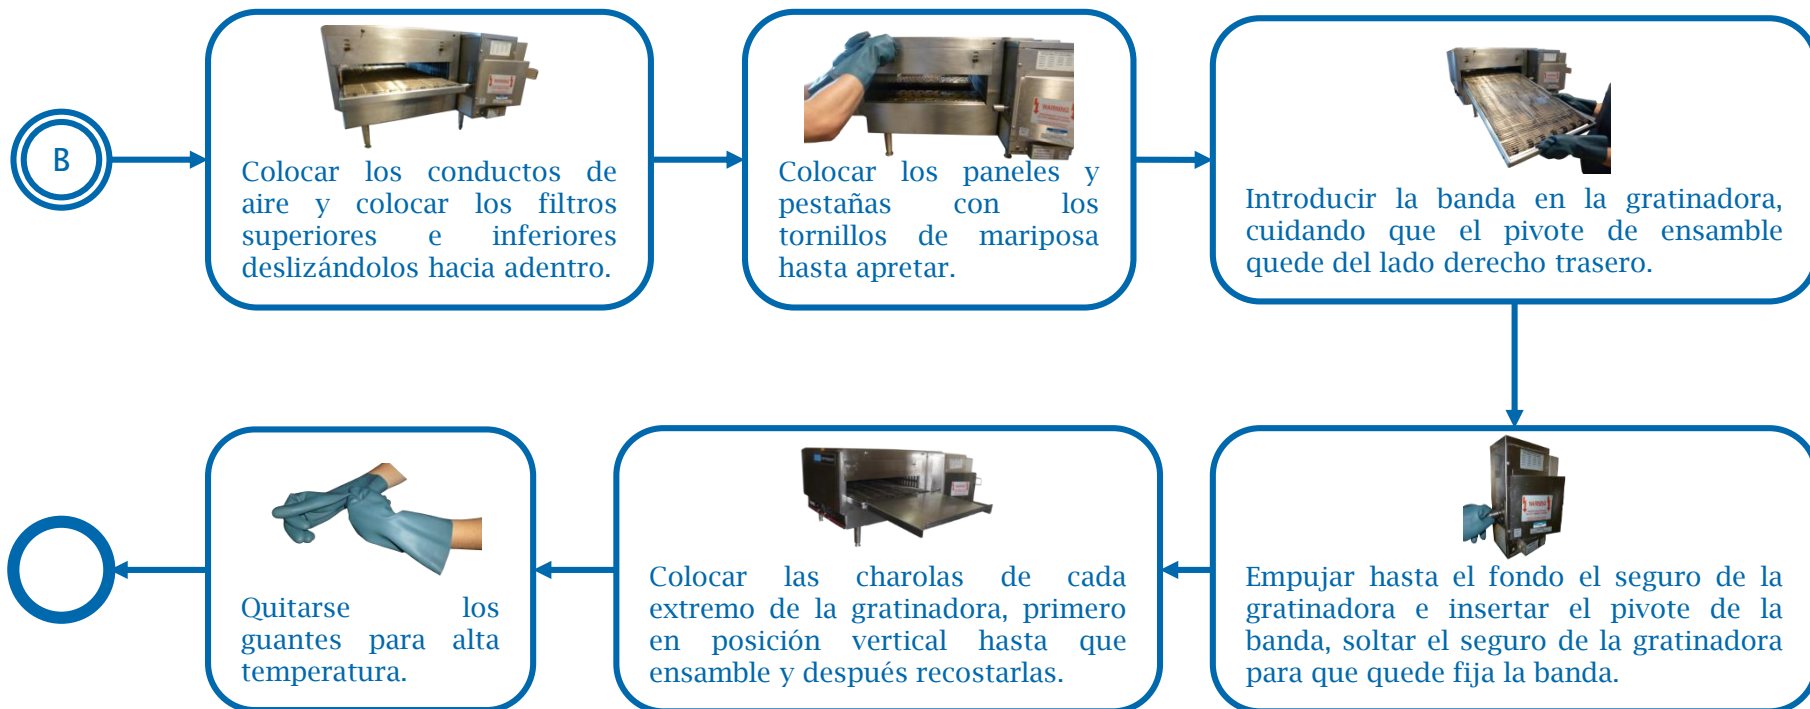 B
Colocar los conductos de
aire y colocar los filtros
superiores e inferiores
deslizándolos hacia adentro.
Colocar los paneles y
pestañas con los
tornillos de mariposa
hasta apretar.
Introducir la banda en la gratinadora,
cuidando que el pivote de ensamble
quede del lado derecho trasero.
Empujar hasta el fondo el seguro de la
gratinadora e insertar el pivote de la
banda, soltar el seguro de la gratinadora
para que quede fija la banda.
Colocar las charolas de cada
extremo de la gratinadora, primero
en posición vertical hasta que
ensamble y después recostarlas.
Quitarse los
guantes para alta
temperatura.